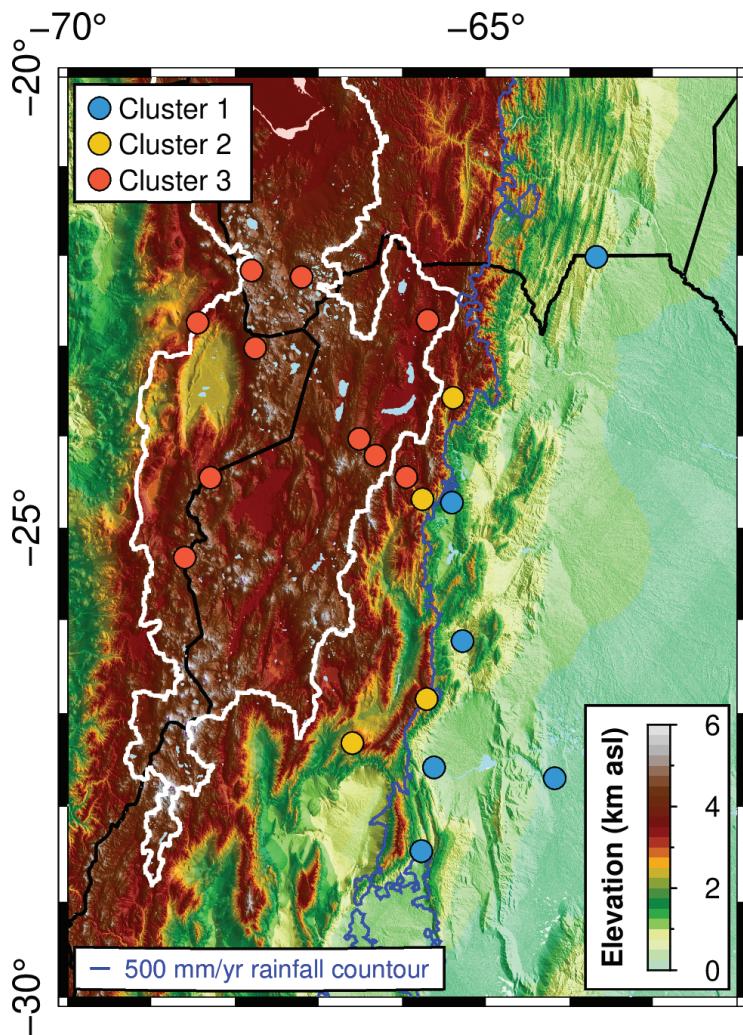 −70°
−65°
−20°
Cluster 1
Cluster 2
Cluster 3
−25°
6
4
2
0
Elevation (km asl)
500 mm/yr rainfall countour
−30°